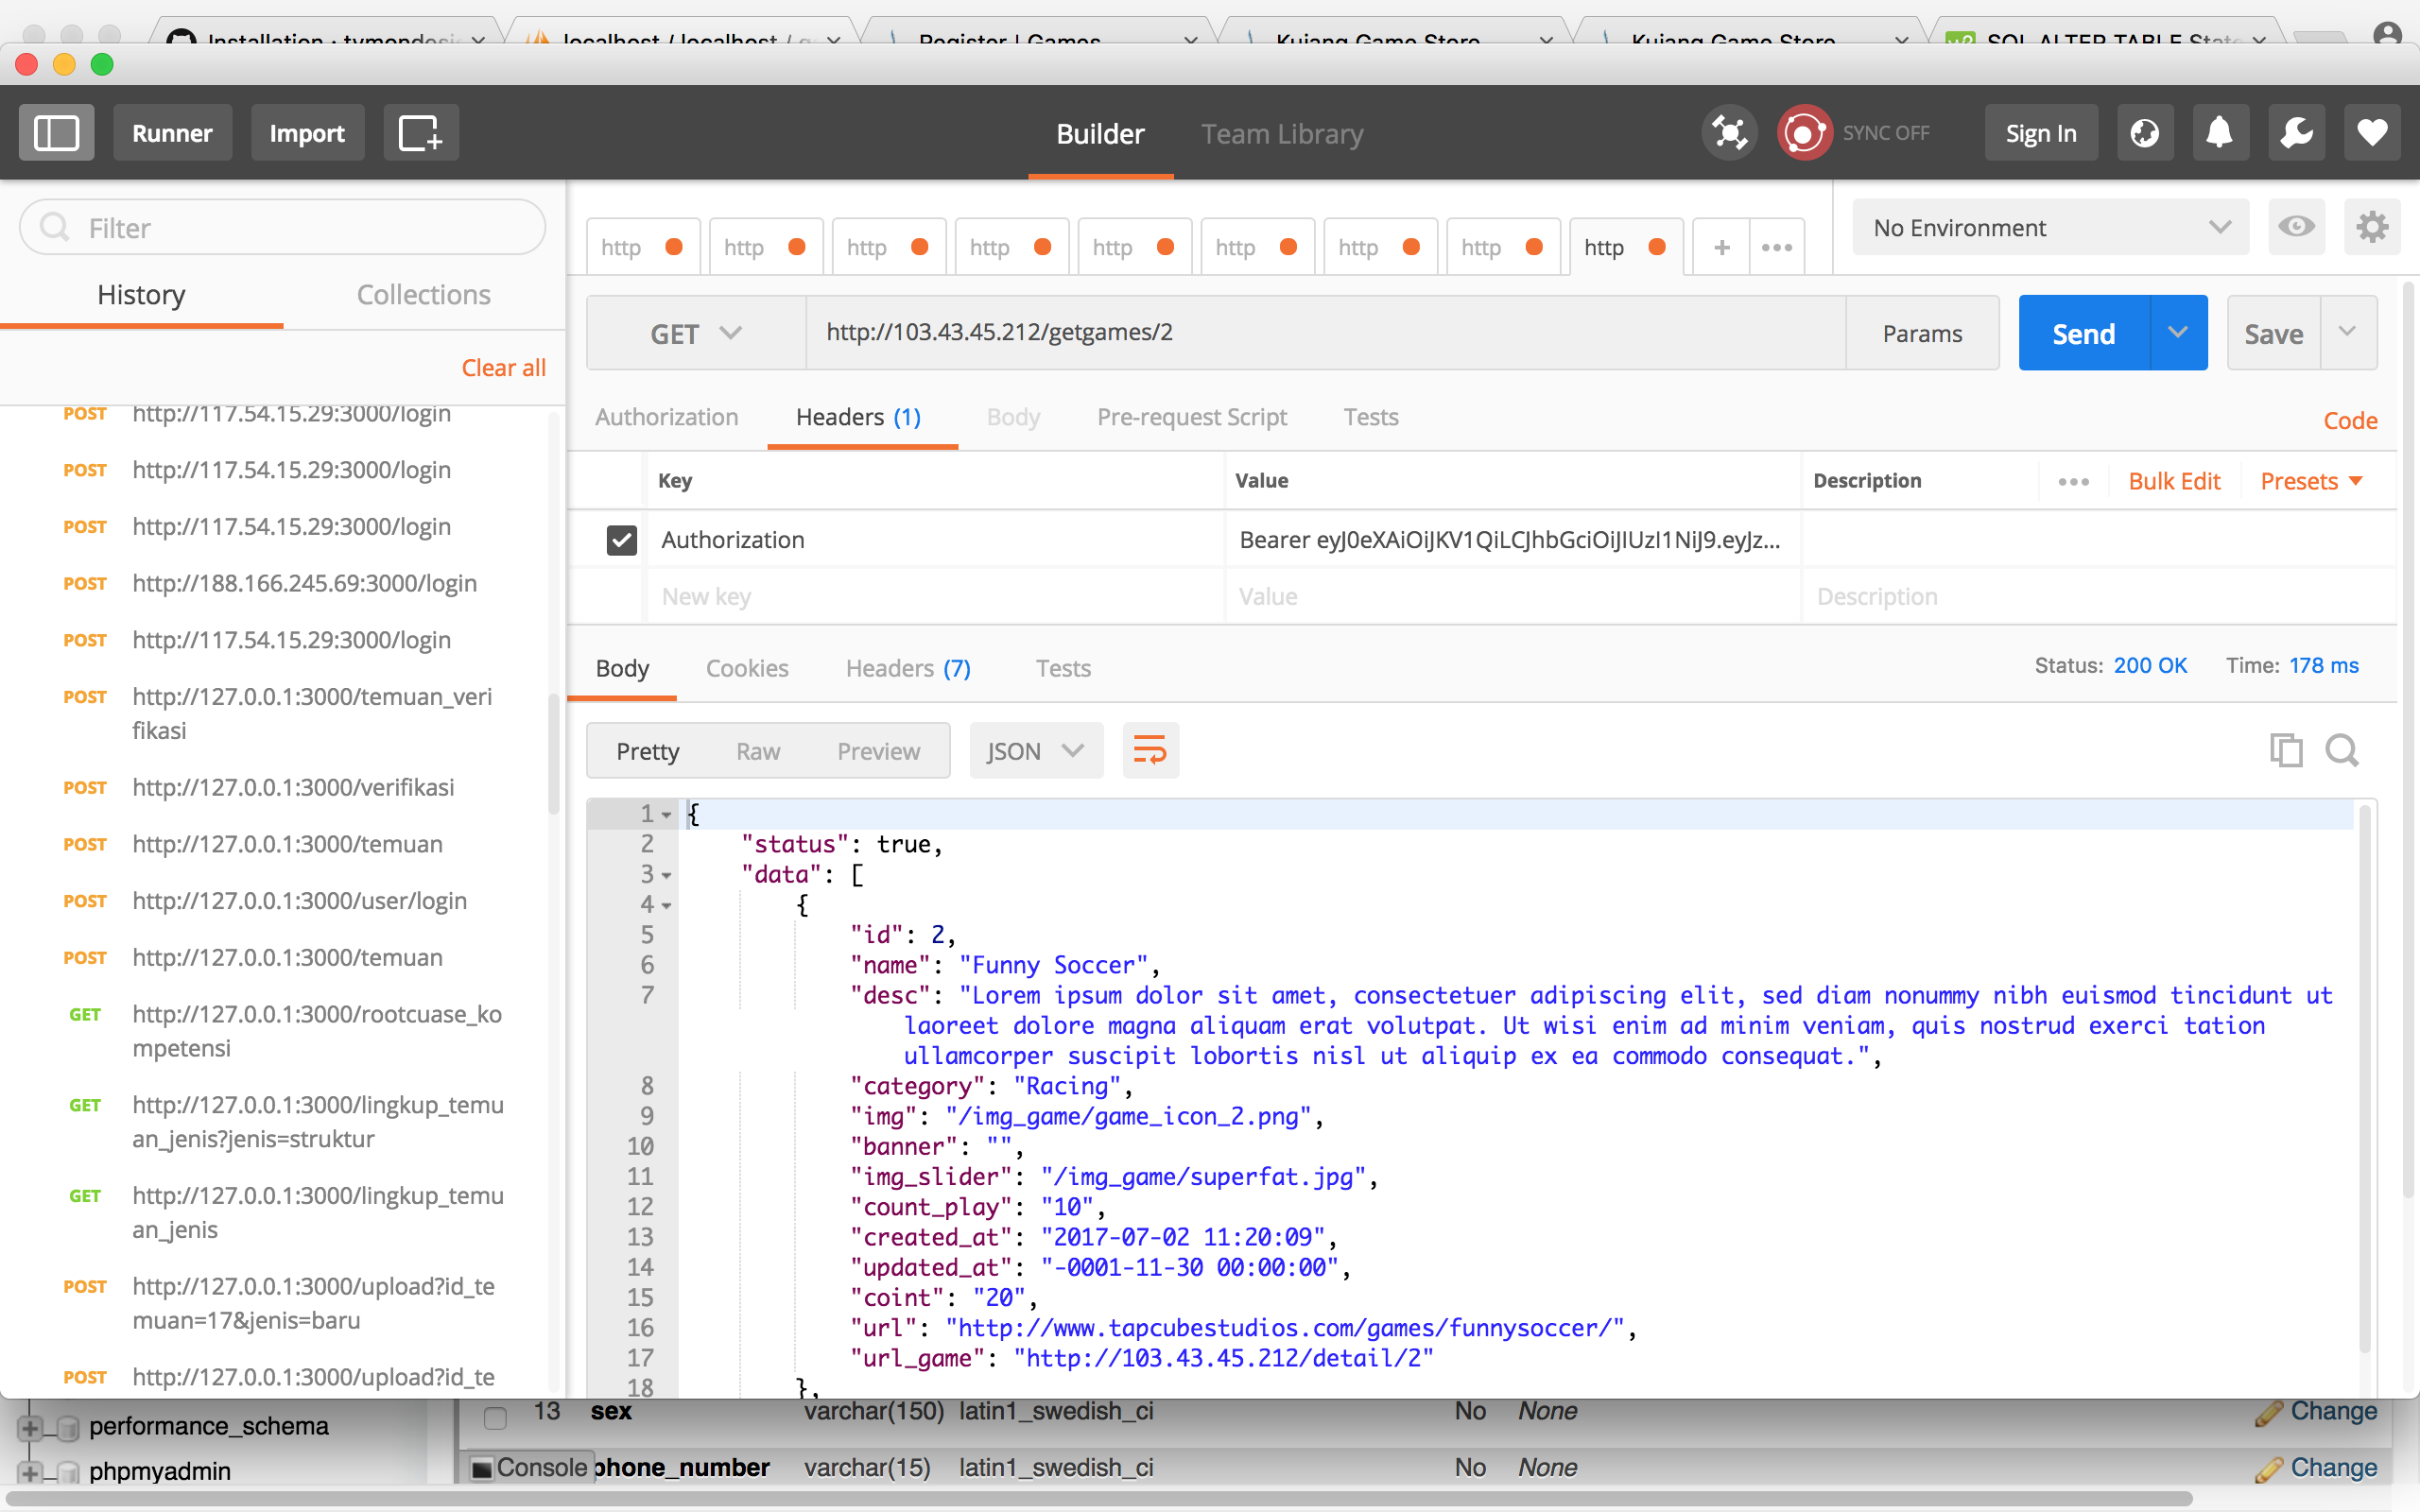 Installation · tymondesi
localhost / localhost / g
Register | Games
Kujang Game Store
Kujang Game Store
SQL ALTER TABLE State
Runner
Import
Builder
Team Library
SYNC OFF
Sign In
Filter
History
Collections
Clear all
POST http://117.54.15.29:3000/login
POST http://117.54.15.29:3000/login
POST http://117.54.15.29:3000/login
POST http://188.166.245.69:3000/login
POST http://117.54.15.29:3000/login
POST http://127.0.0.1:3000/temuan_veri
fikasi
POST http://127.0.0.1:3000/verifikasi
POST http://127.0.0.1:3000/temuan
POST http://127.0.0.1:3000/user/login
POST http://127.0.0.1:3000/temuan
GET http://127.0.0.1:3000/rootcuase_ko
mpetensi
GET http://127.0.0.1:3000/lingkup_temu
an_jenis?jenis=struktur
GET http://127.0.0.1:3000/lingkup_temu
an_jenis
POST http://127.0.0.1:3000/upload?id_te
muan=17&jenis=baru
POST http://127.0.0.1:3000/upload?id_te
http http http http http http http http http + •••
No Environment
GET http://103.43.45.212/getgames/2 Params Send Save
Authorization Headers (1) Body Pre-request Script Tests Code
Key Value Description ••• Bulk Edit Presets
Authorization Bearer eyJ0eXAiOiJKV1QiLCJhbGciOiJIUzI1NiJ9.eyJz...
New key Value Description
Body Cookies Headers (7) Tests Status: 200 OK Time: 178 ms
Pretty Raw Preview JSON
1 {
2 "status": true,
3 "data": [
4 {
5 "id": 2,
6 "name": "Funny Soccer",
7 "desc": "Lorem ipsum dolor sit amet, consectetuer adipiscing elit, sed diam nonummy nibh euismod tincidunt ut
laoreet dolore magna aliquam erat volutpat. Ut wisi enim ad minim veniam, quis nostrud exerci tation
ullamcorper suscipit lobortis nisl ut aliquip ex ea commodo consequat.",
8 "category": "Racing",
9 "img": "/img_game/game_icon_2.png",
10 "banner": "",
11 "img_slider": "/img_game/superfat.jpg",
12 "count_play": "10",
13 "created_at": "2017-07-02 11:20:09",
14 "updated_at": "-0001-11-30 00:00:00",
15 "coint": "20",
16 "url": "http://www.tapcubestudios.com/games/funnysoccer/",
17 "url_game": "http://103.43.45.212/detail/2"
18 },
performance_schema
phpmyadmin
13 sex varchar(150) latin1_swedish_ci No None Change
Console phone_number varchar(15) latin1_swedish_ci No None Change